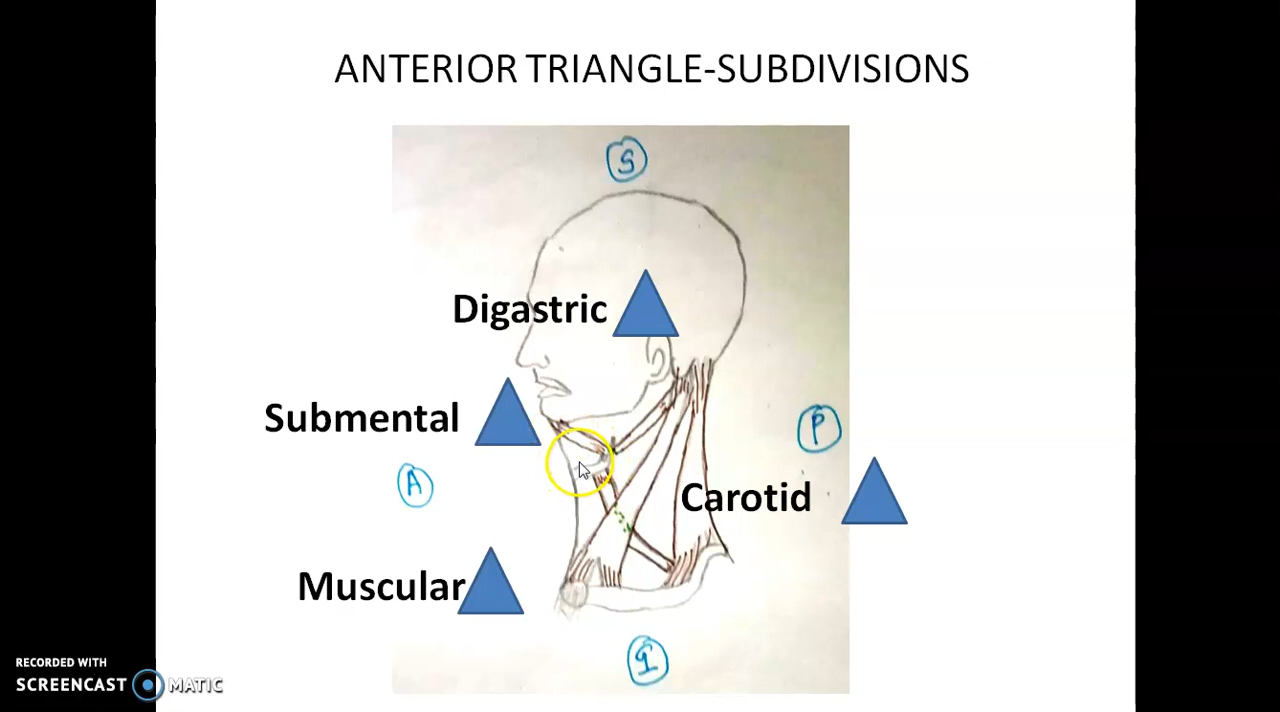 ANTERIOR TRIANGLE-SUBDIVISIONS
S
Digastric
Submental
P
A
Carotid
Muscular
I
RECORDED WITH
SCREENCAST MATIC